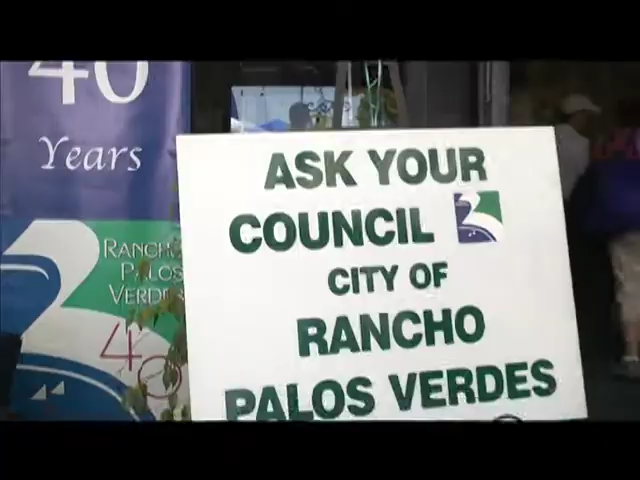 40
Years
RANCHO
PALOS
VERDES
40
ASK YOUR
COUNCIL
CITY OF
RANCHO
PALOS VERDES